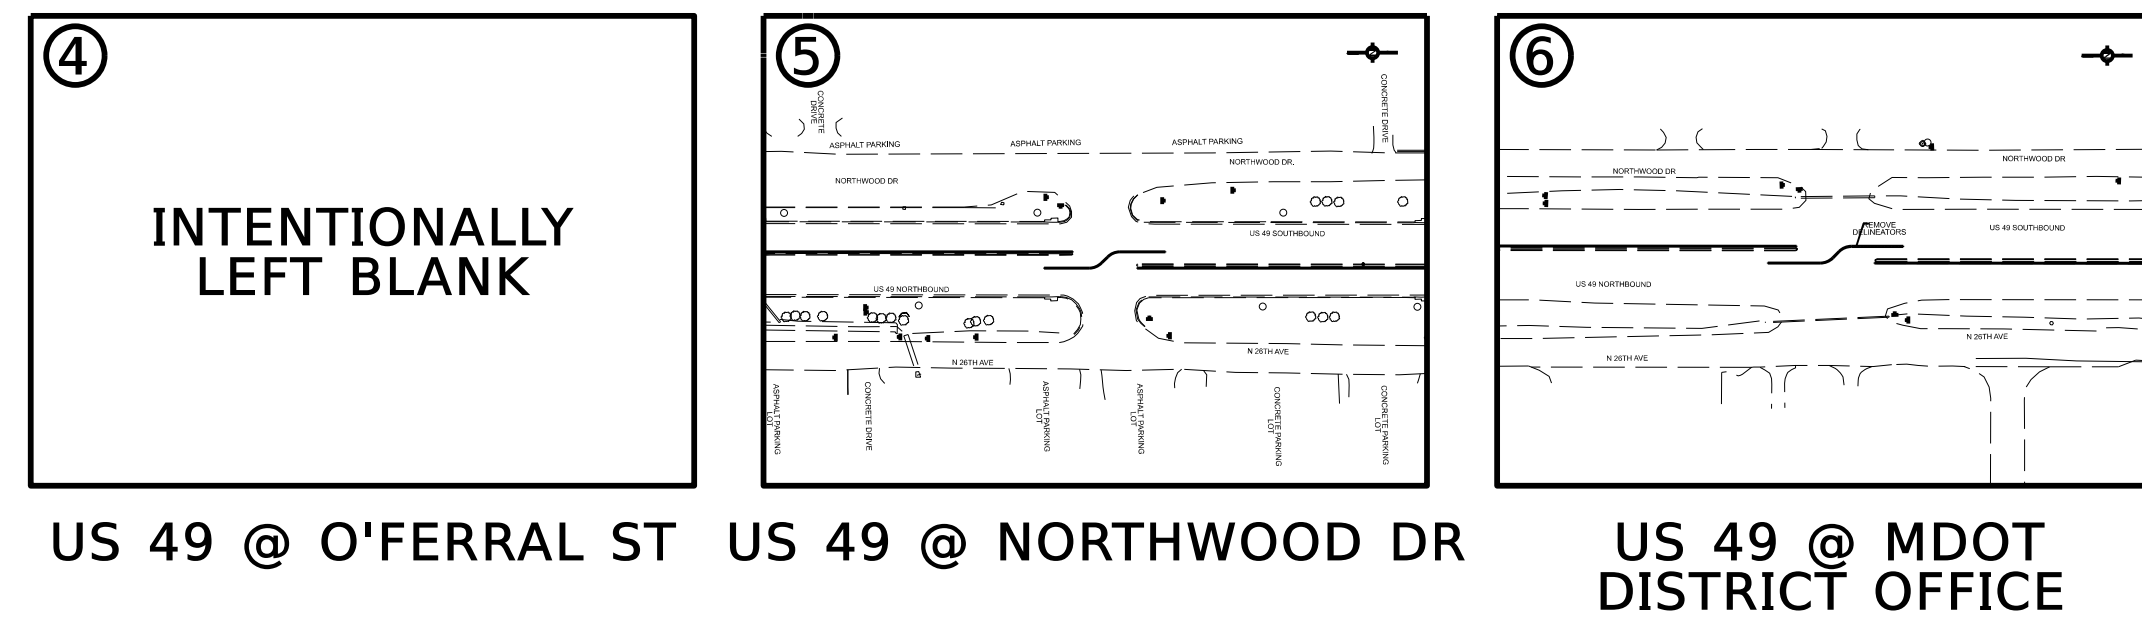 4
INTENTIONALLY
LEFT BLANK
US 49 @ O'FERRAL ST
5
N
CONCRETE
DRIVE
CONCRETE DRIVE
ASPHALT PARKING
ASPHALT PARKING
ASPHALT PARKING
NORTHWOOD DR.
NORTHWOOD DR
US 49 SOUTHBOUND
US 49 NORTHBOUND
N 26TH AVE
N 26TH AVE
ASPHALT PARKING
LOT
CONCRETE DRIVE
ASPHALT PARKING
LOT
ASPHALT PARKING
LOT
CONCRETE PARKING
LOT
CONCRETE PARKING
LOT
US 49 @ NORTHWOOD DR
6
N
NORTHWOOD DR
NORTHWOOD DR
REMOVE
DELINEATORS
US 49 SOUTHBOUND
US 49 NORTHBOUND
N 26TH AVE
N 26TH AVE
US 49 @ MDOT
DISTRICT OFFICE